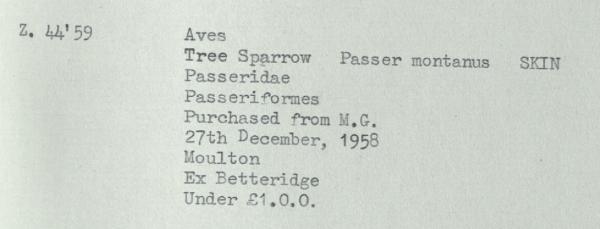 Z. 44'59 Aves
Tree Sparrow Passer montanus SKIN
Passeridae
Passeriformes
Purchased from M.G.
27th December, 1958
Moulton
Ex Betteridge
Under £1.0.0.